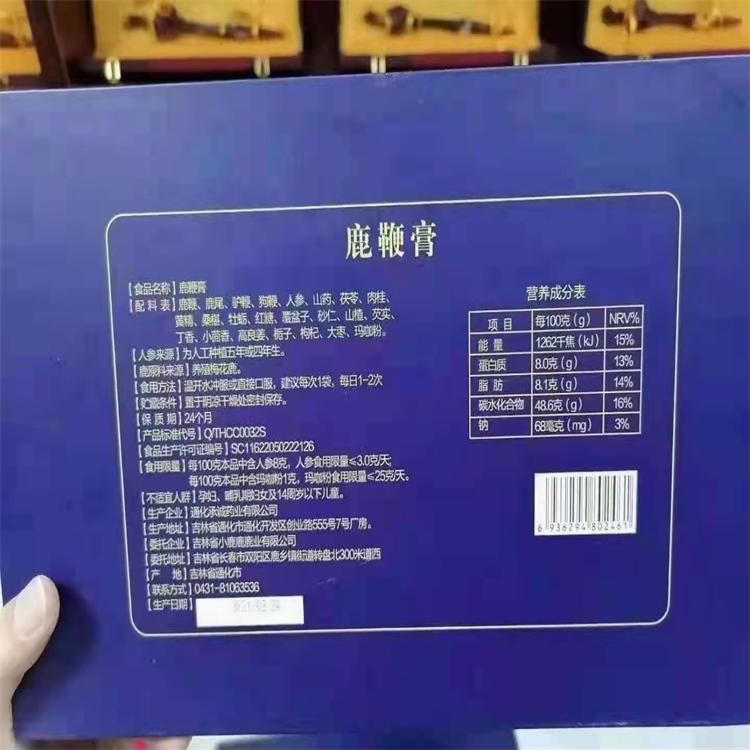 鹿鞭膏
【食品名称】鹿鞭膏
【配料表】鹿鞭、鹿尾、驴鞭、狗鞭、人参、山药、茯苓、肉桂、
黄精、桑椹、牡蛎、红糖、覆盆子、砂仁、山楂、芡实、
丁香、小茴香、高良姜、栀子、枸杞、大枣、玛咖粉。
【人参来源】为人工种植五年或四年生。
【鹿原料来源】养殖梅花鹿。
【食用方法】温开水冲服或直接口服，建议每次1袋，每日1-2次
【贮藏条件】置于阴凉干燥处密封保存。
【保质期】24个月
【产品标准代号】Q/THCC0032S
【食品生产许可证编号】SC11622050222126
【食用限量】每100克本品中含人参8克，人参食用限量≤3.0克/天；
每100克本品中含玛咖粉1克，玛咖粉食用限量≤25克/天。
【不适宜人群】孕妇、哺乳期妇女及14周岁以下儿童。
【生产企业】通化承诚药业有限公司
【生产地址】吉林省通化市通化开发区创业路555号7号厂房。
【委托企业】吉林省小鹿鹿鹿业有限公司
【委托地址】吉林省长春市双阳区鹿乡镇街道转盘北300米道西
【产地】吉林省通化市
【联系方式】0431-81063536
【生产日期】
营养成分表
项目 每100克(g) NRV%
能量 1262千焦(kJ) 15%
蛋白质 8.0克(g) 13%
脂肪 8.1克(g) 14%
碳水化合物 48.6克(g) 16%
钠 68毫克(mg) 3%
6 936294 802461